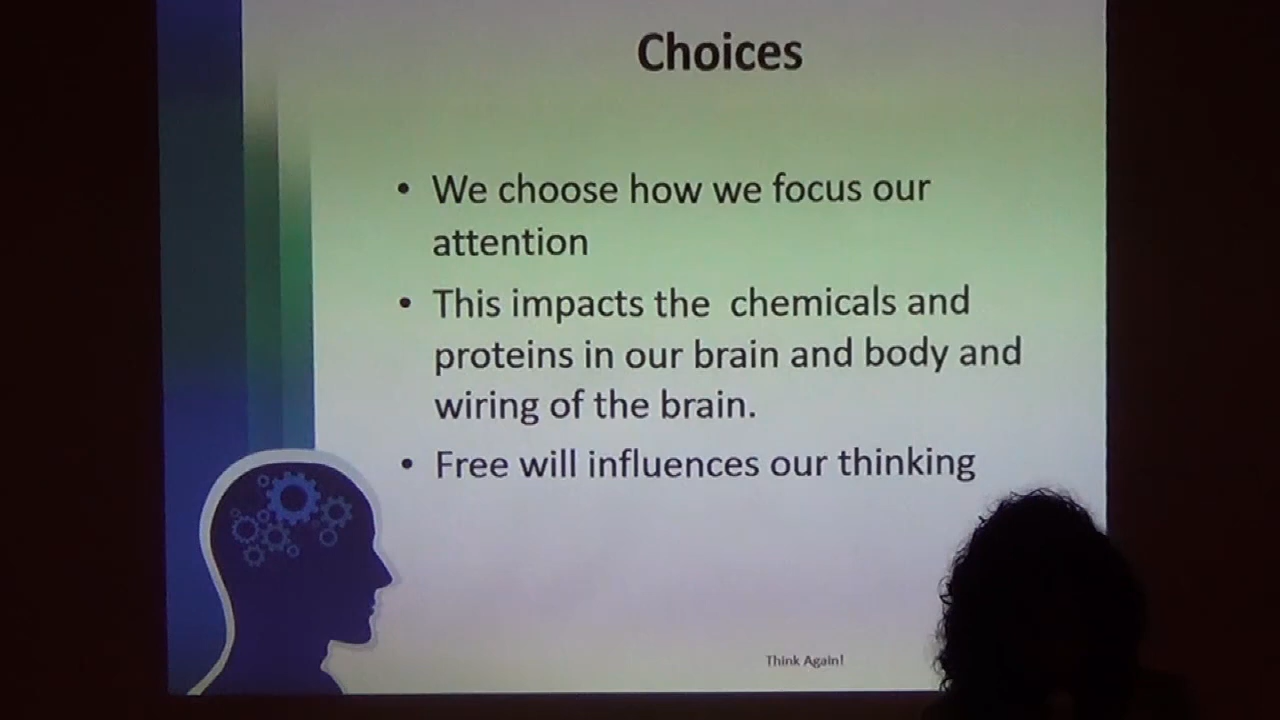 Choices
• We choose how we focus our
attention
• This impacts the  chemicals and
proteins in our brain and body and
wiring of the brain.
• Free will influences our thinking
Think Again!